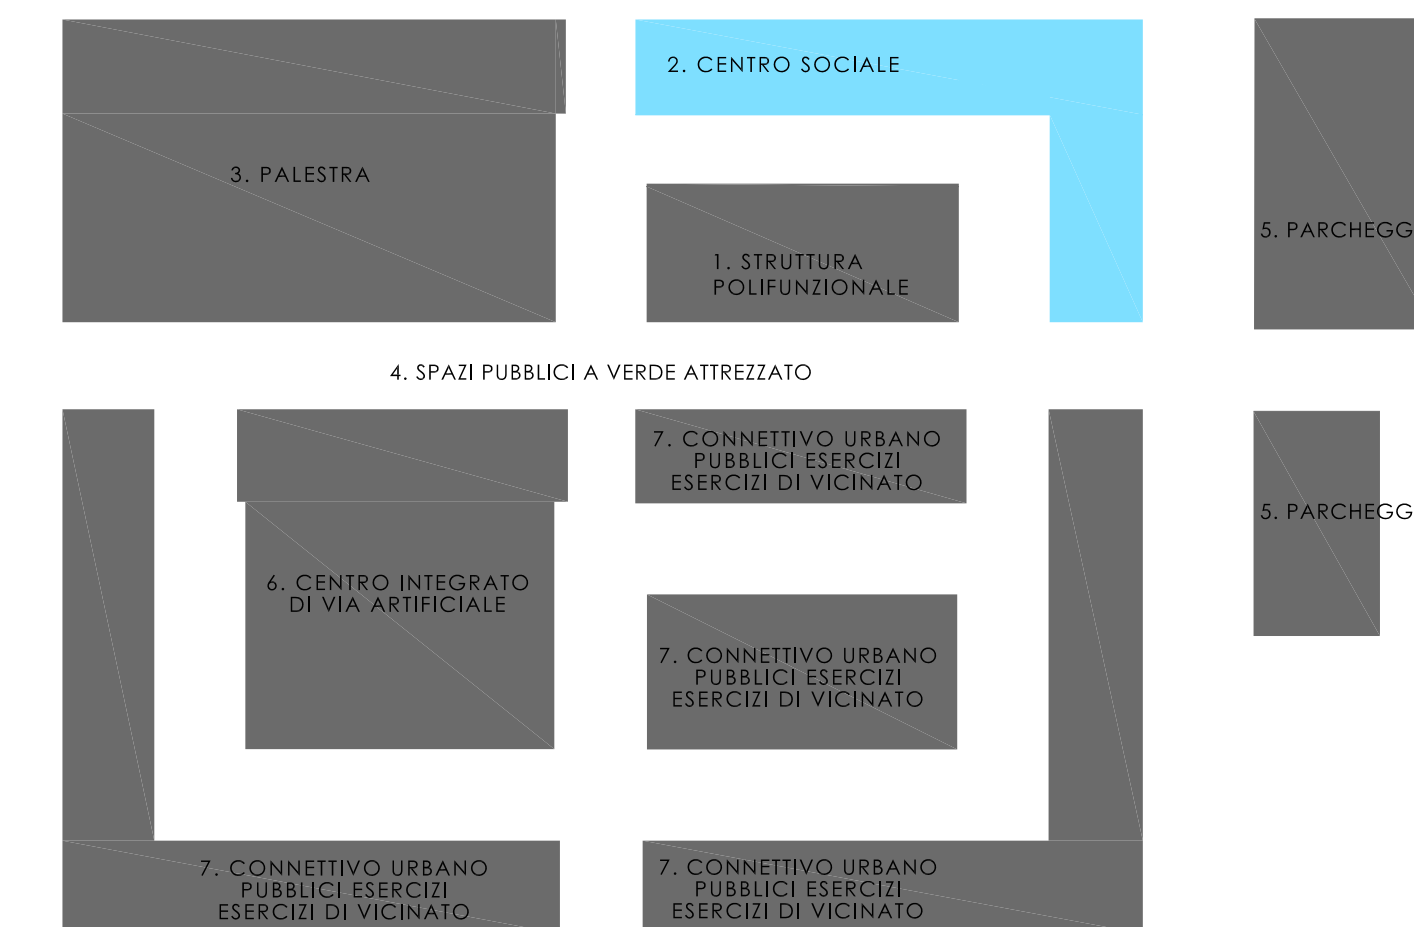 2. CENTRO SOCIALE
3. PALESTRA
5. PARCHEGG
1. STRUTTURA
POLIFUNZIONALE
4. SPAZI PUBBLICI A VERDE ATTREZZATO
7. CONNETTIVO URBANO
PUBBLICI ESERCIZI
ESERCIZI DI VICINATO
5. PARCHEGG
6. CENTRO INTEGRATO
DI VIA ARTIFICIALE
7. CONNETTIVO URBANO
PUBBLICI ESERCIZI
ESERCIZI DI VICINATO
7. CONNETTIVO URBANO
PUBBLICI ESERCIZI
ESERCIZI DI VICINATO
7. CONNETTIVO URBANO
PUBBLICI ESERCIZI
ESERCIZI DI VICINATO